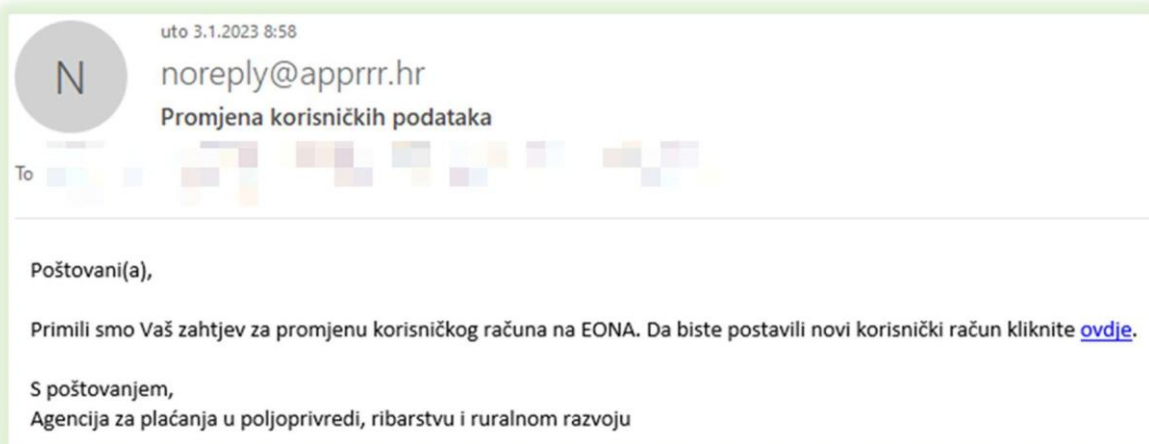 uto 3.1.2023 8:58
N
noreply@apprrr.hr
Promjena korisničkih podataka
To
Poštovani(a),
Primili smo Vaš zahtjev za promjenu korisničkog računa na EONA. Da biste postavili novi korisnički račun kliknite ovdje.
S poštovanjem,
Agencija za plaćanja u poljoprivredi, ribarstvu i ruralnom razvoju